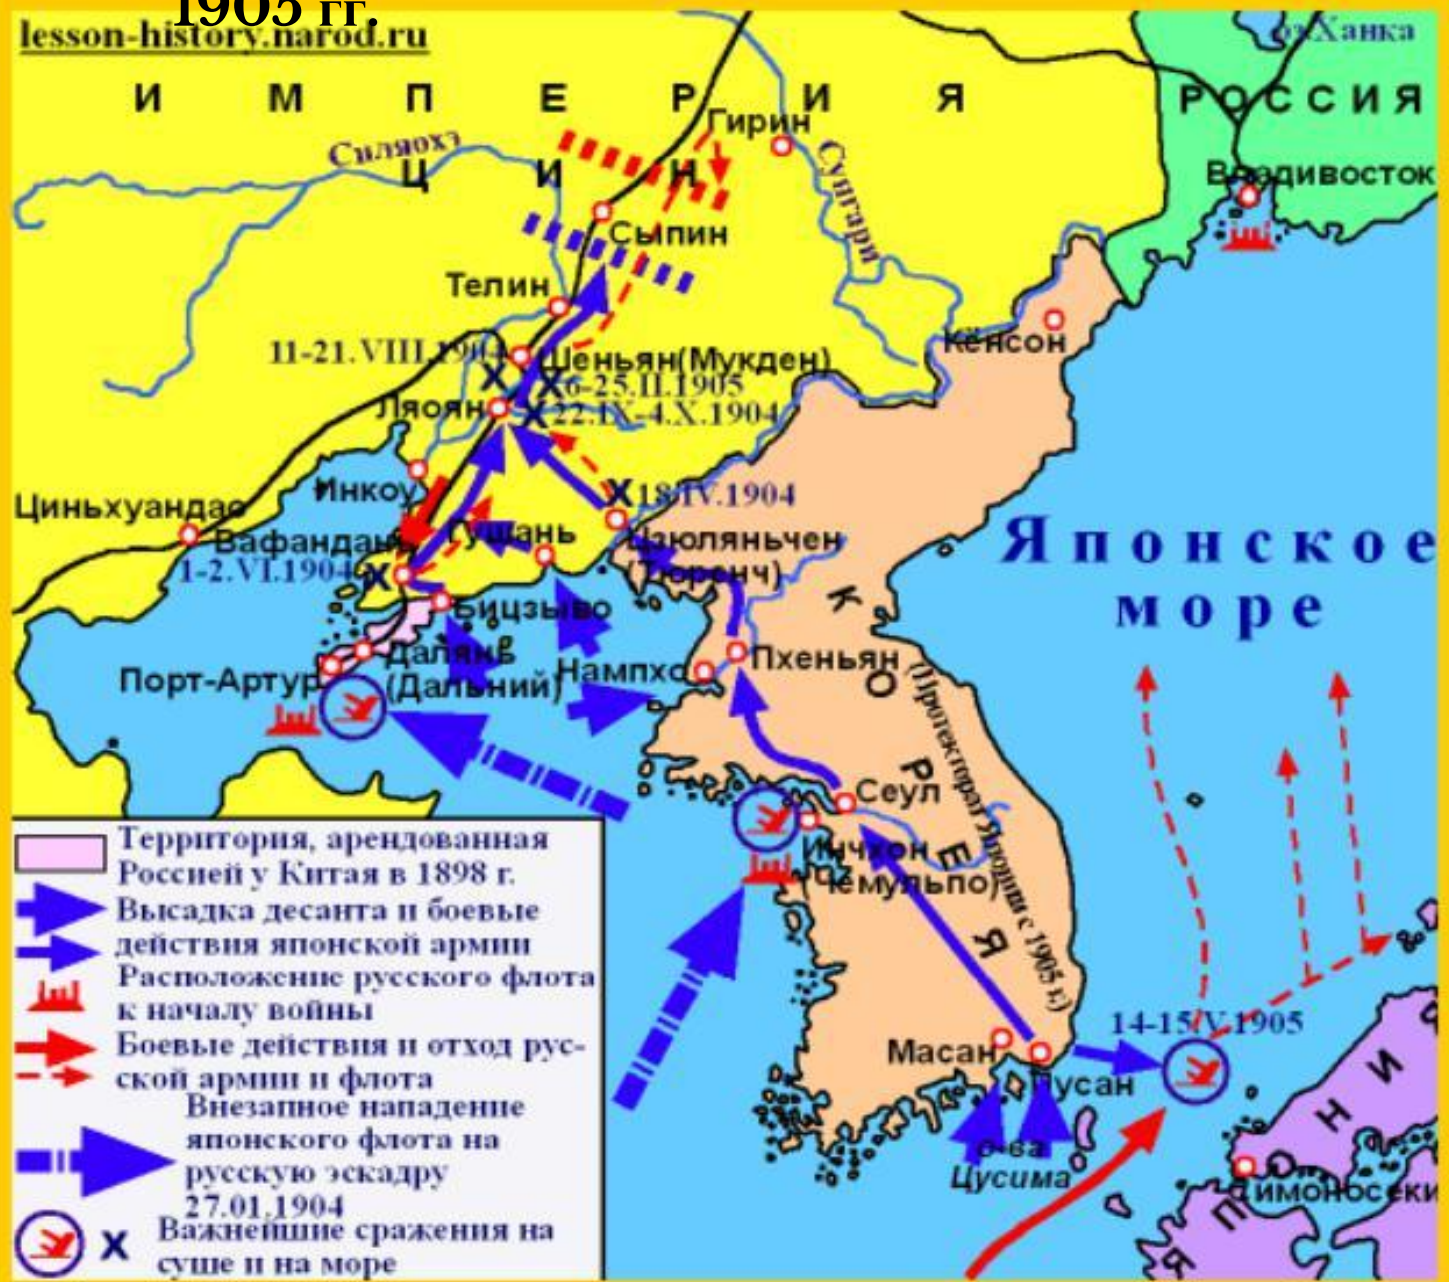 1905 гг.
lesson-history.narod.ru
оз.Ханка
ИМПЕРИЯ
РОССИЯ
Гирин
Силяохэ
ЦИН
Сунгари
Владивосток
Сыпин
Телин
Кёнсон
11-21.VIII.1904
Шеньян(Мукден)
6-25.II.1905
Ляоян
22.IX-4.X.1904
Инкоу
18.IV.1904
Циньхуандао
Вафандань
Гушань
Цзюляньчен
(Тюренч)
1-2.VI.1904
Бицзыво
Японское
море
Далянь
(Дальний)
Порт-Артур
Нампхо
Пхеньян
КОРЕЯ
(Протекторат Японии с 1905 г.)
Сеул
Инчхон
(Чемульпо)
14-15.V.1905
Масан
Пусан
о-ва
Цусима
Симоносеки
ЯПОНИ
Территория, арендованная
Россией у Китая в 1898 г.
Высадка десанта и боевые
действия японской армии
Расположение русского флота
к началу войны
Боевые действия и отход рус-
ской армии и флота
Внезапное нападение
японского флота на
русскую эскадру
27.01.1904
Важнейшие сражения на
суше и на море